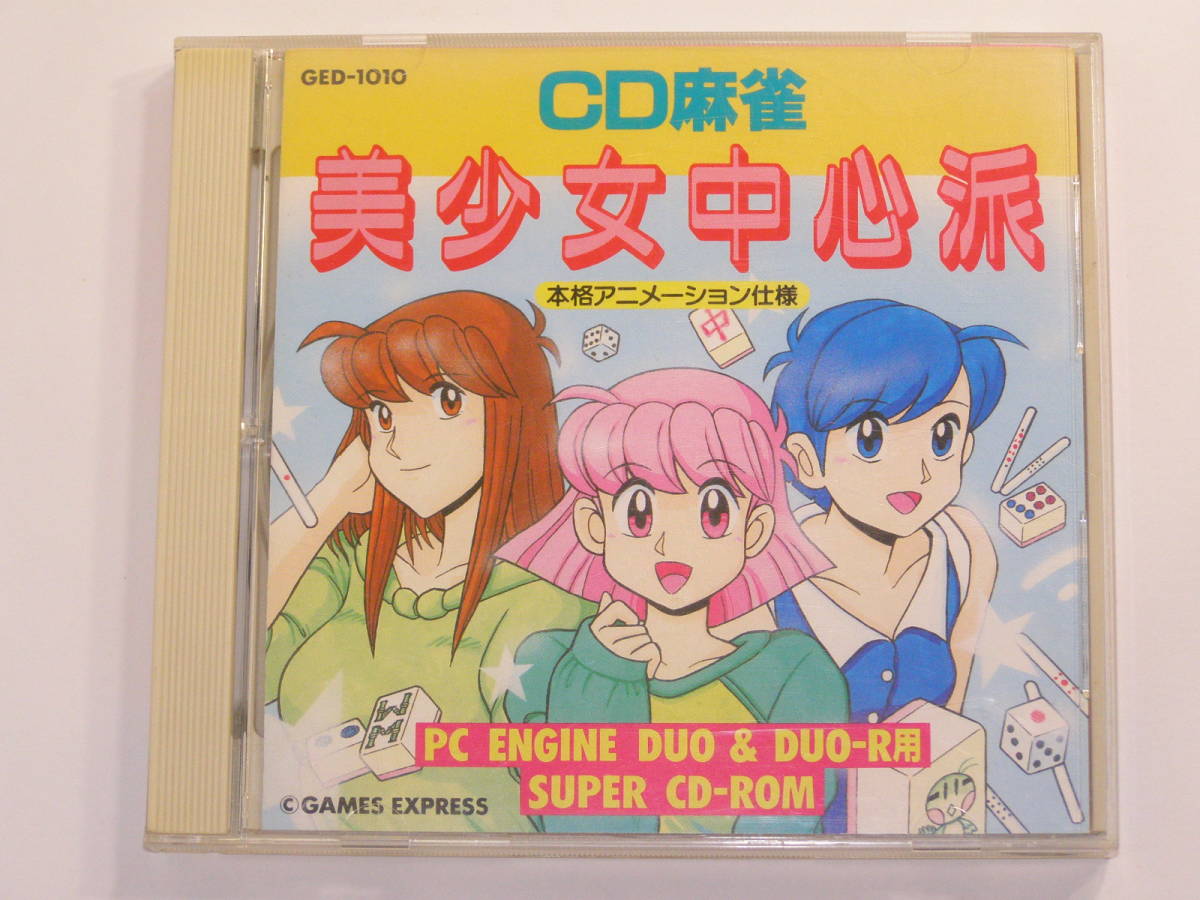 GED-1010
CD麻雀
美少女中心派
本格アニメーション仕様
中
PC ENGINE DUO & DUO-R用
SUPER CD-ROM
©GAMES EXPRESS